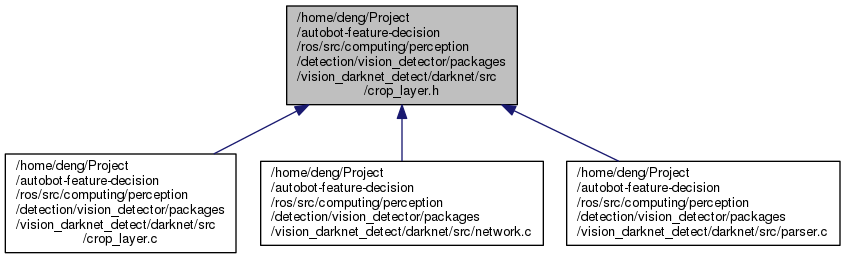 /home/deng/Project
/autobot-feature-decision
/ros/src/computing/perception
/detection/vision_detector/packages
/vision_darknet_detect/darknet/src
/crop_layer.h
/home/deng/Project
/autobot-feature-decision
/ros/src/computing/perception
/detection/vision_detector/packages
/vision_darknet_detect/darknet/src
/crop_layer.c
/home/deng/Project
/autobot-feature-decision
/ros/src/computing/perception
/detection/vision_detector/packages
/vision_darknet_detect/darknet/src/network.c
/home/deng/Project
/autobot-feature-decision
/ros/src/computing/perception
/detection/vision_detector/packages
/vision_darknet_detect/darknet/src/parser.c